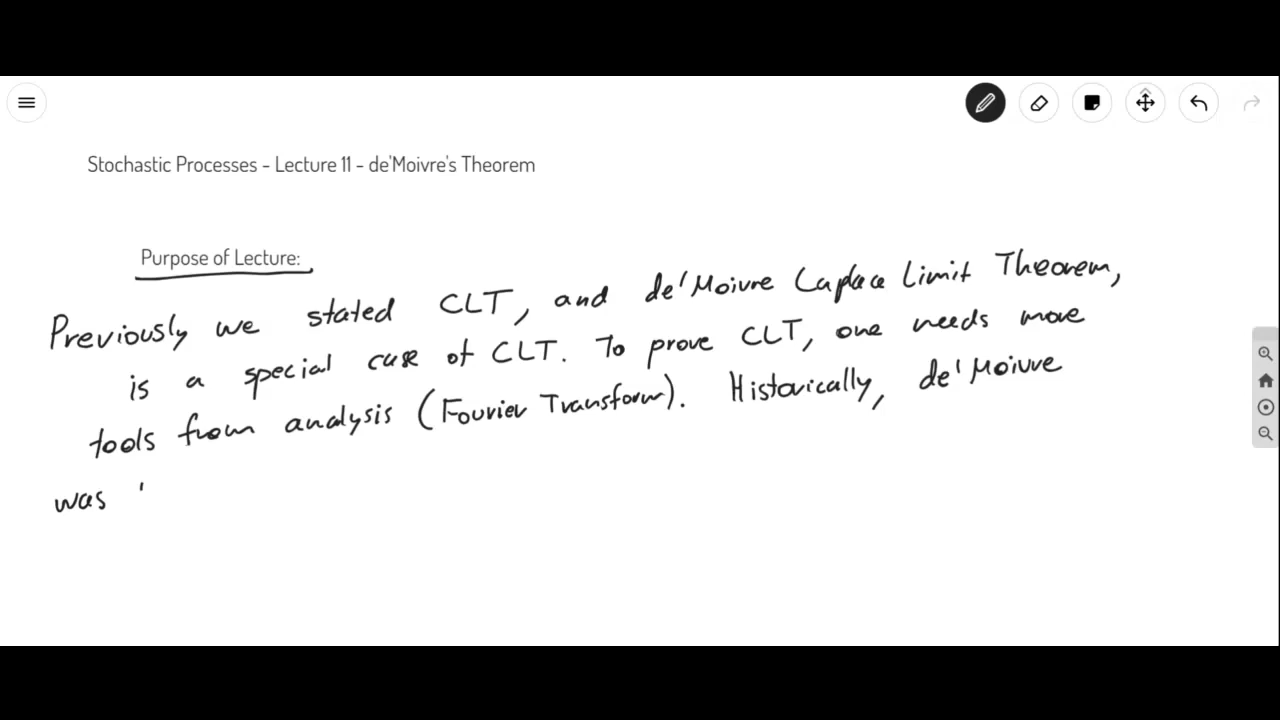 Stochastic Processes - Lecture 11 - de'Moivre's Theorem
Purpose of Lecture:
Previously we stated CLT, and de'Moivre Laplace Limit Theorem,
is a special case of CLT. To prove CLT, one needs more
tools from analysis (Fourier Transform). Historically, de'Moivre
was